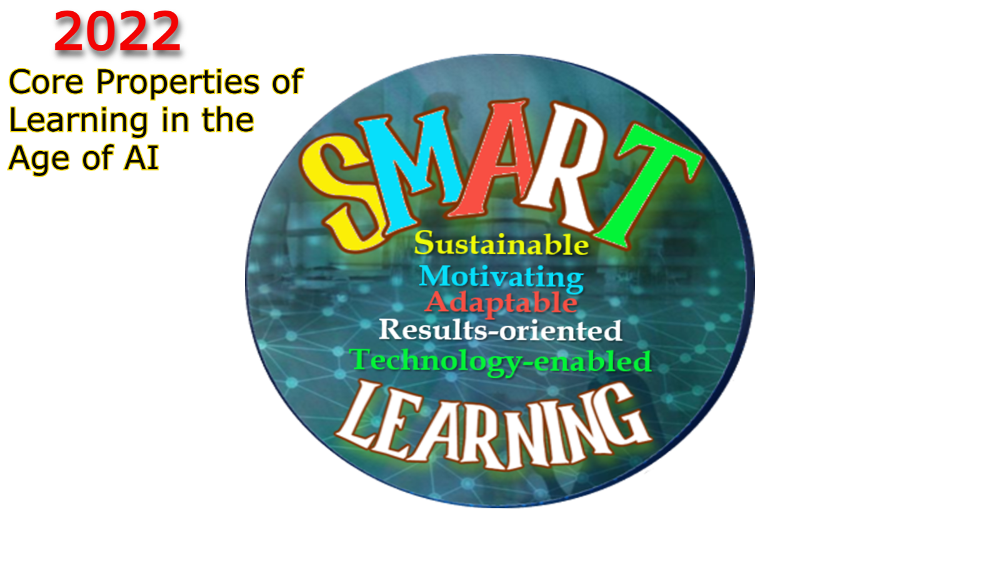 2022
Core Properties of
Learning in the
Age of AI
SMART
Sustainable
Motivating
Adaptable
Results-oriented
Technology-enabled
LEARNING